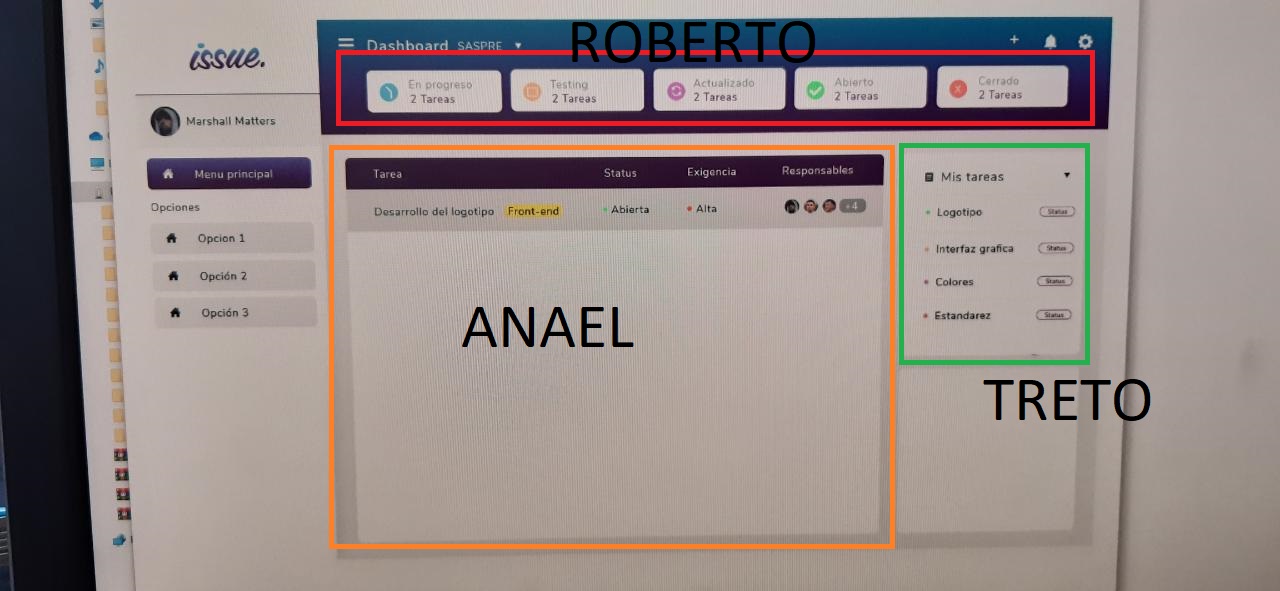 ROBERTO
issue.
Dashboard SASPRE
En progreso
2 Tareas
Testing
2 Tareas
Actualizado
2 Tareas
Abierto
2 Tareas
Cerrado
2 Tareas
Marshall Matters
Menu principal
Opciones
Opcion 1
Opción 2
Opción 3
Tarea Status Exigencia Responsables
Desarrollo del logotipo Front-end Abierta Alta +4
ANAEL
Mis tareas
Logotipo Status
Interfaz grafica Status
Colores Status
Estandarez Status
TRETO